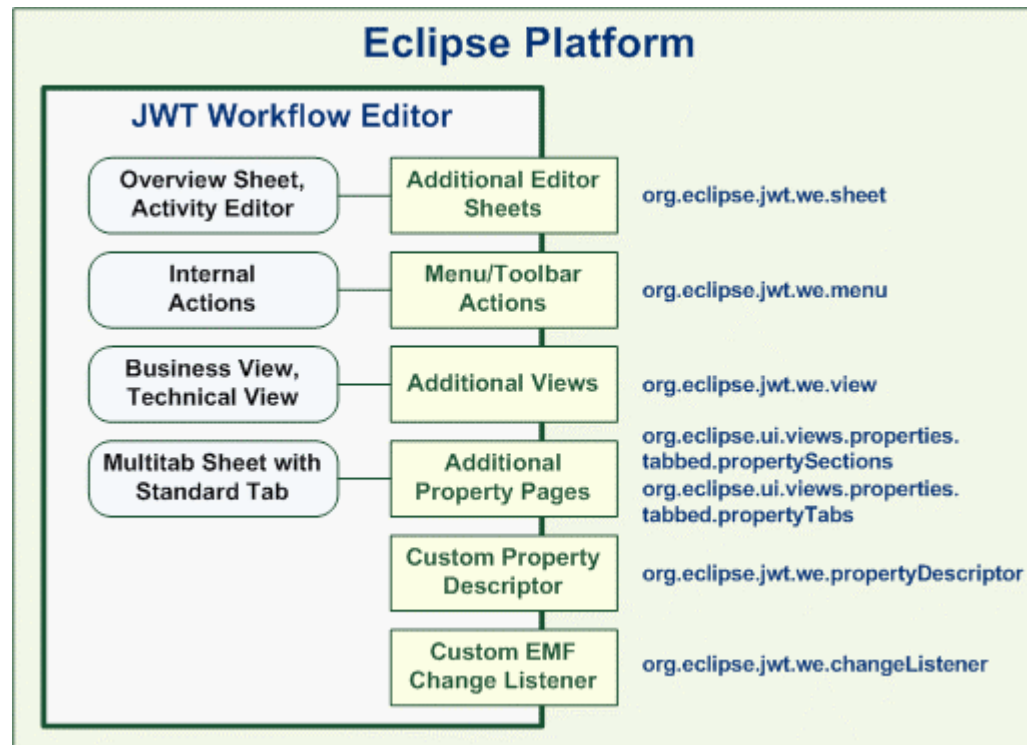 Eclipse Platform
JWT Workflow Editor
Overview Sheet,
Activity Editor
Additional Editor
Sheets
org.eclipse.jwt.we.sheet
Internal
Actions
Menu/Toolbar
Actions
org.eclipse.jwt.we.menu
Business View,
Technical View
Additional Views
org.eclipse.jwt.we.view
Multitab Sheet with
Standard Tab
Additional
Property Pages
org.eclipse.ui.views.properties.
tabbed.propertySections
org.eclipse.ui.views.properties.
tabbed.propertyTabs
Custom Property
Descriptor
org.eclipse.jwt.we.propertyDescriptor
Custom EMF
Change Listener
org.eclipse.jwt.we.changeListener